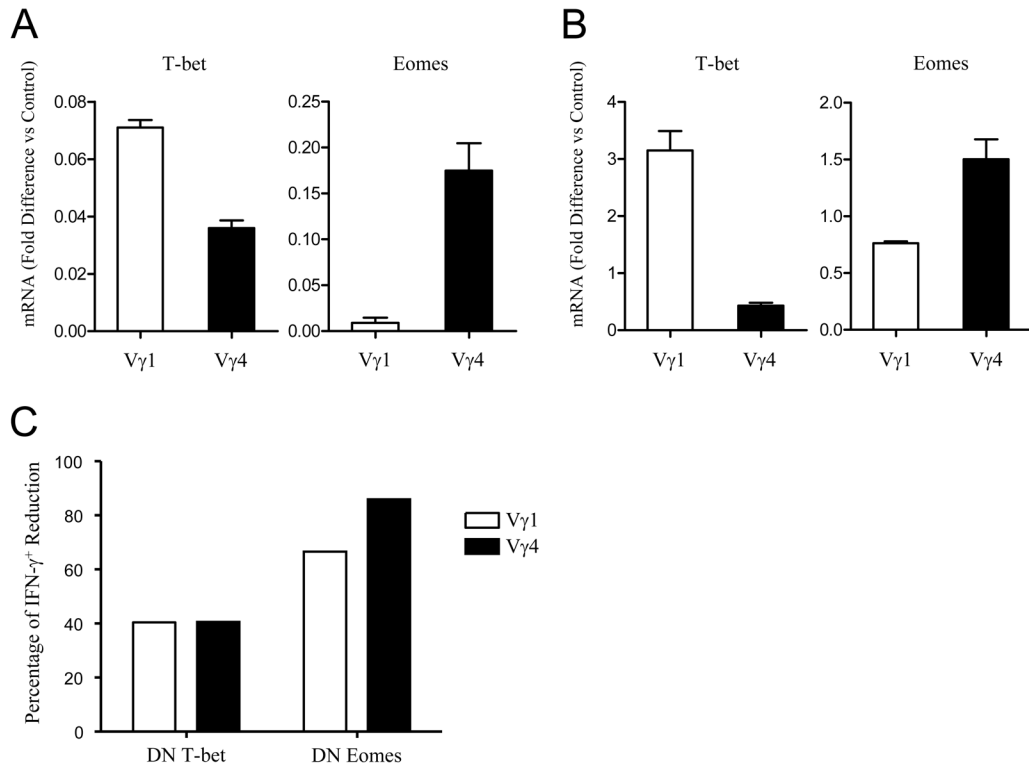 A
B
T-bet
Eomes
T-bet
Eomes
mRNA (Fold Difference vs Control)
0.08
0.06
0.04
0.02
0.00
Vγ1
Vγ4
0.25
0.20
0.15
0.10
0.05
0.00
Vγ1
Vγ4
mRNA (Fold Difference vs Control)
4
3
2
1
0
Vγ1
Vγ4
2.0
1.5
1.0
0.5
0.0
Vγ1
Vγ4
C
Percentage of IFN-γ+ Reduction
100
80
60
40
20
0
DN T-bet
DN Eomes
Vγ1
Vγ4